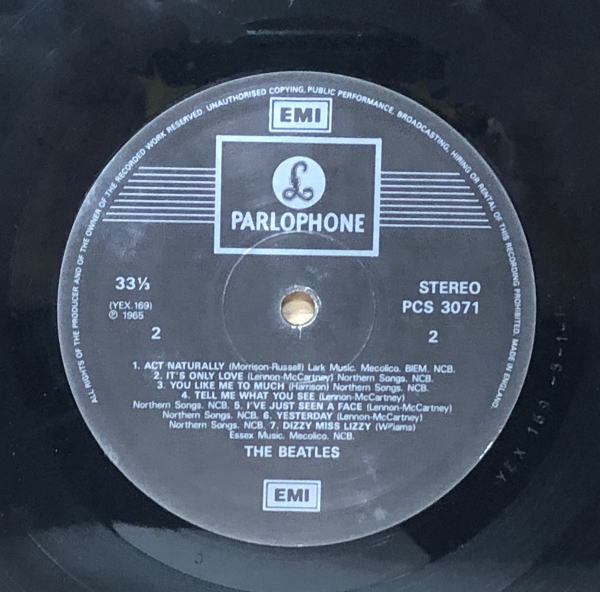 ALL RIGHTS OF THE PRODUCER AND OF THE OWNER OF THE RECORDED WORK RESERVED. UNAUTHORISED COPYING, PUBLIC PERFORMANCE, BROADCASTING, HIRING OR RENTAL OF THIS RECORDING PROHIBITED. MADE IN ENGLAND.
EMI
£
PARLOPHONE
33⅓
STEREO
(YEX.169)
PCS 3071
℗ 1965
2
2
1. ACT NATURALLY (Morrison-Russell) Lark Music. Mecolico. BIEM. NCB.
2. IT'S ONLY LOVE (Lennon-McCartney) Northern Songs. NCB.
3. YOU LIKE ME TO MUCH (Harrison) Northern Songs. NCB.
4. TELL ME WHAT YOU SEE (Lennon-McCartney)
Northern Songs. NCB. 5. I'VE JUST SEEN A FACE (Lennon-McCartney)
Northern Songs. NCB. 6. YESTERDAY (Lennon-McCartney)
Northern Songs. NCB. 7. DIZZY MISS LIZZY (Williams)
Essex Music. Mecolico. NCB.
THE BEATLES
EMI
YEX 169